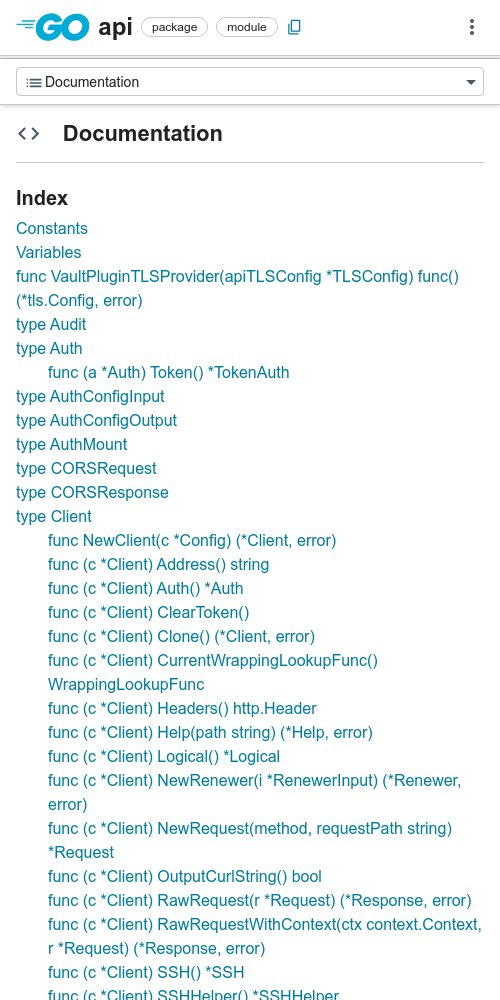 GO api package module
Documentation
Documentation
Index
Constants
Variables
func VaultPluginTLSProvider(apiTLSConfig *TLSConfig) func()
(*tls.Config, error)
type Audit
type Auth
func (a *Auth) Token() *TokenAuth
type AuthConfigInput
type AuthConfigOutput
type AuthMount
type CORSRequest
type CORSResponse
type Client
func NewClient(c *Config) (*Client, error)
func (c *Client) Address() string
func (c *Client) Auth() *Auth
func (c *Client) ClearToken()
func (c *Client) Clone() (*Client, error)
func (c *Client) CurrentWrappingLookupFunc()
WrappingLookupFunc
func (c *Client) Headers() http.Header
func (c *Client) Help(path string) (*Help, error)
func (c *Client) Logical() *Logical
func (c *Client) NewRenewer(i *RenewerInput) (*Renewer,
error)
func (c *Client) NewRequest(method, requestPath string)
*Request
func (c *Client) OutputCurlString() bool
func (c *Client) RawRequest(r *Request) (*Response, error)
func (c *Client) RawRequestWithContext(ctx context.Context,
r *Request) (*Response, error)
func (c *Client) SSH() *SSH
func (c *Client) SSHHelper() *SSHHelper